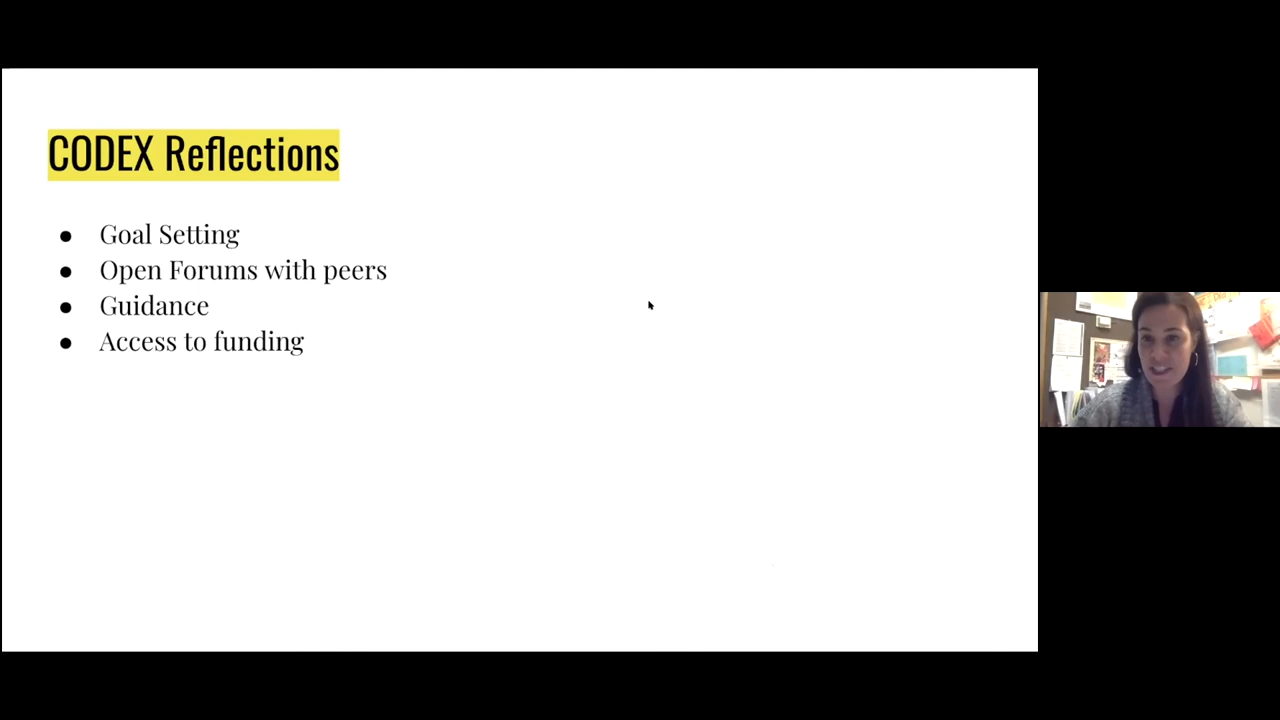 CODEX Reflections
● Goal Setting
● Open Forums with peers
● Guidance
● Access to funding